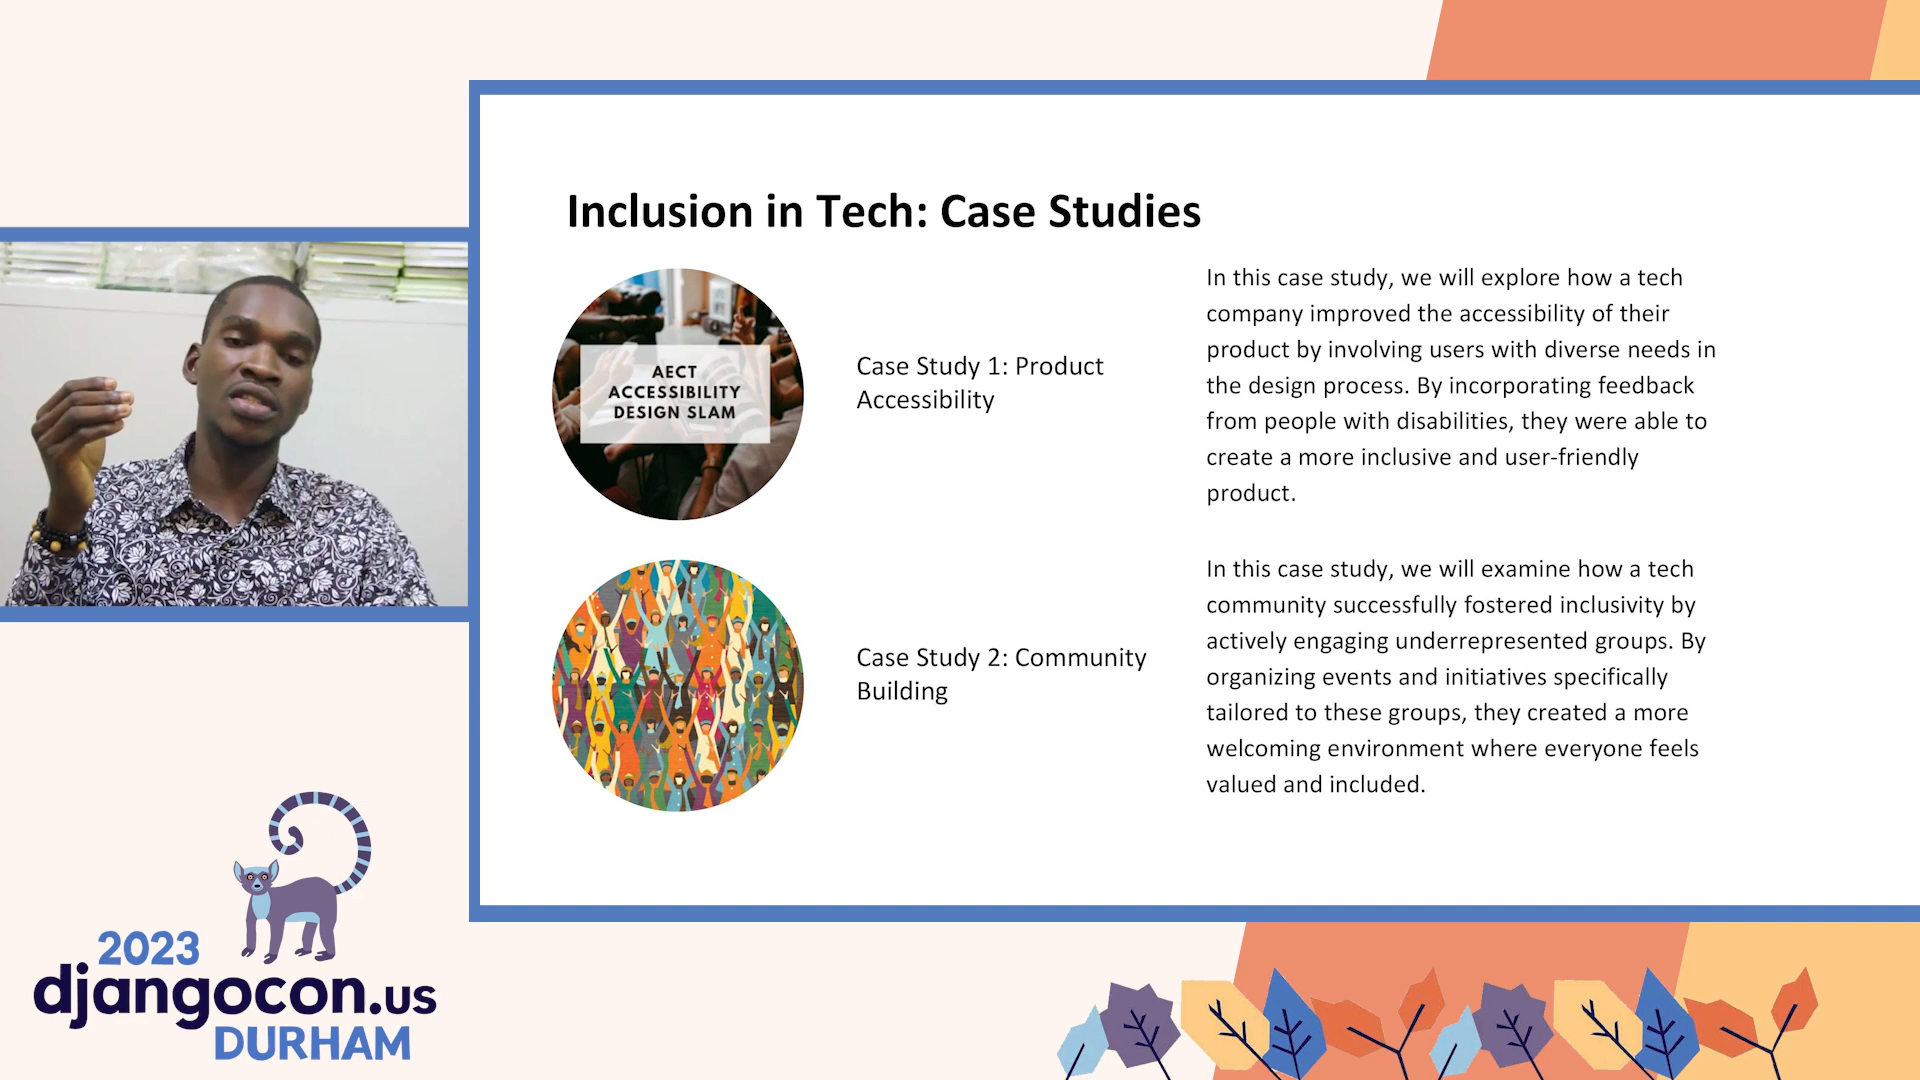 Inclusion in Tech: Case Studies
AECT
ACCESSIBILITY
DESIGN SLAM
Case Study 1: Product
Accessibility
In this case study, we will explore how a tech
company improved the accessibility of their
product by involving users with diverse needs in
the design process. By incorporating feedback
from people with disabilities, they were able to
create a more inclusive and user-friendly
product.
Case Study 2: Community
Building
In this case study, we will examine how a tech
community successfully fostered inclusivity by
actively engaging underrepresented groups. By
organizing events and initiatives specifically
tailored to these groups, they created a more
welcoming environment where everyone feels
valued and included.
2023
djangocon.us
DURHAM